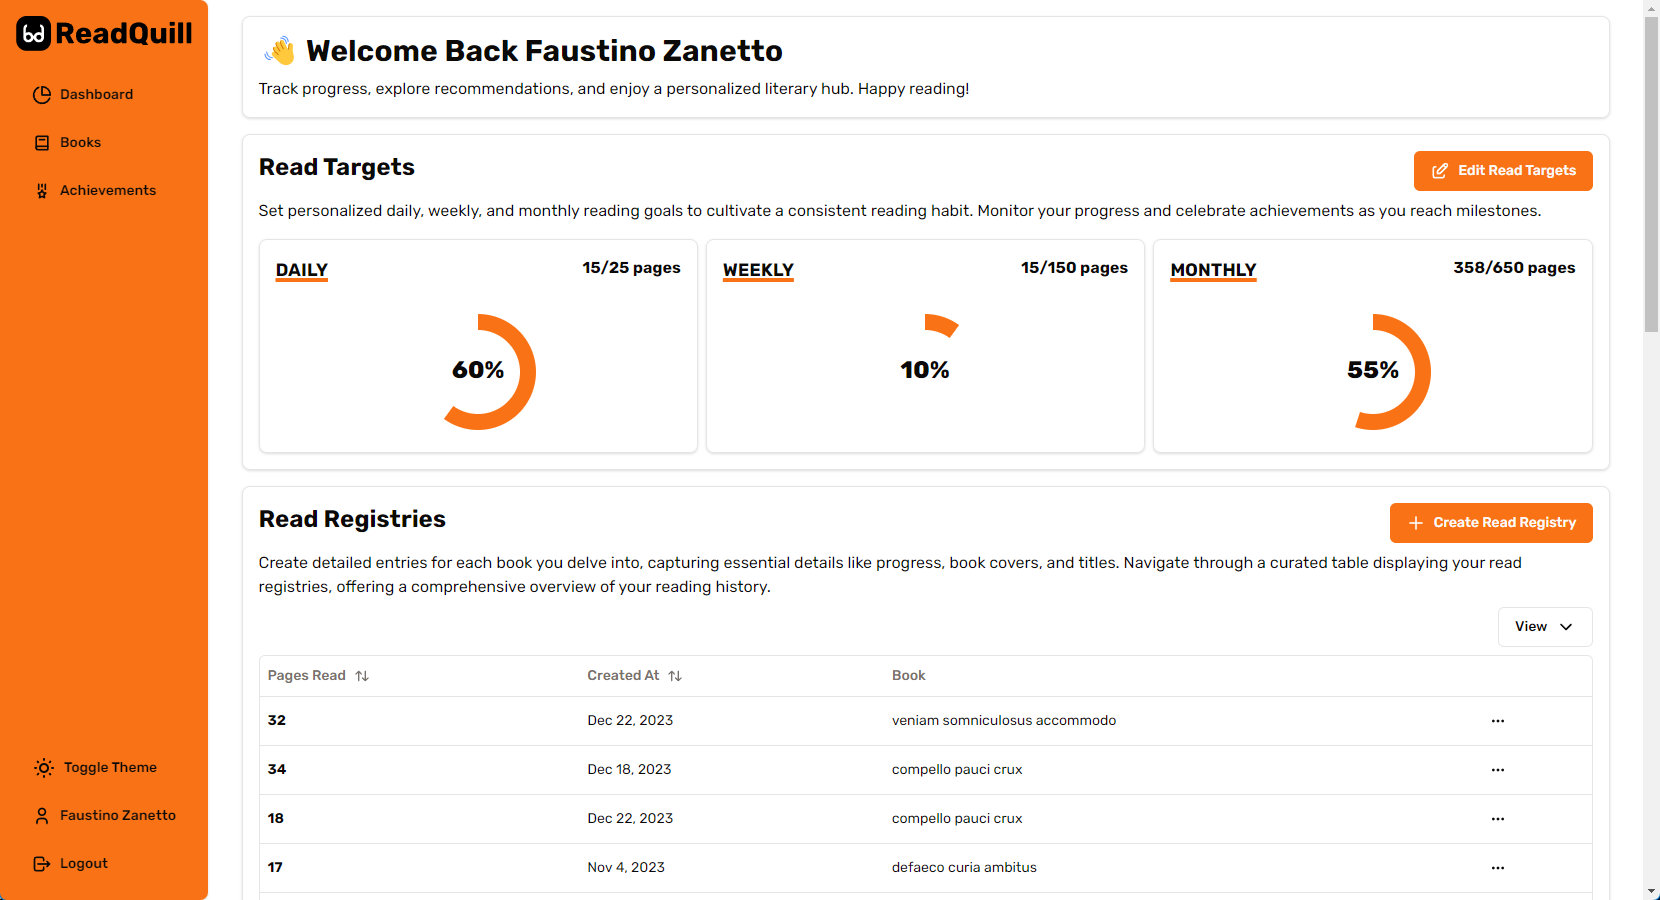 ReadQuill
Dashboard
Books
Achievements
Toggle Theme
Faustino Zanetto
Logout
Welcome Back Faustino Zanetto
Track progress, explore recommendations, and enjoy a personalized literary hub. Happy reading!
Read Targets
Edit Read Targets
Set personalized daily, weekly, and monthly reading goals to cultivate a consistent reading habit. Monitor your progress and celebrate achievements as you reach milestones.
DAILY 15/25 pages
60%
WEEKLY 15/150 pages
10%
MONTHLY 358/650 pages
55%
Read Registries
Create Read Registry
Create detailed entries for each book you delve into, capturing essential details like progress, book covers, and titles. Navigate through a curated table displaying your read
registries, offering a comprehensive overview of your reading history.
View
Pages Read Created At Book
32 Dec 22, 2023 veniam somniculosus accommodo
34 Dec 18, 2023 compello pauci crux
18 Dec 22, 2023 compello pauci crux
17 Nov 4, 2023 defaeco curia ambitus